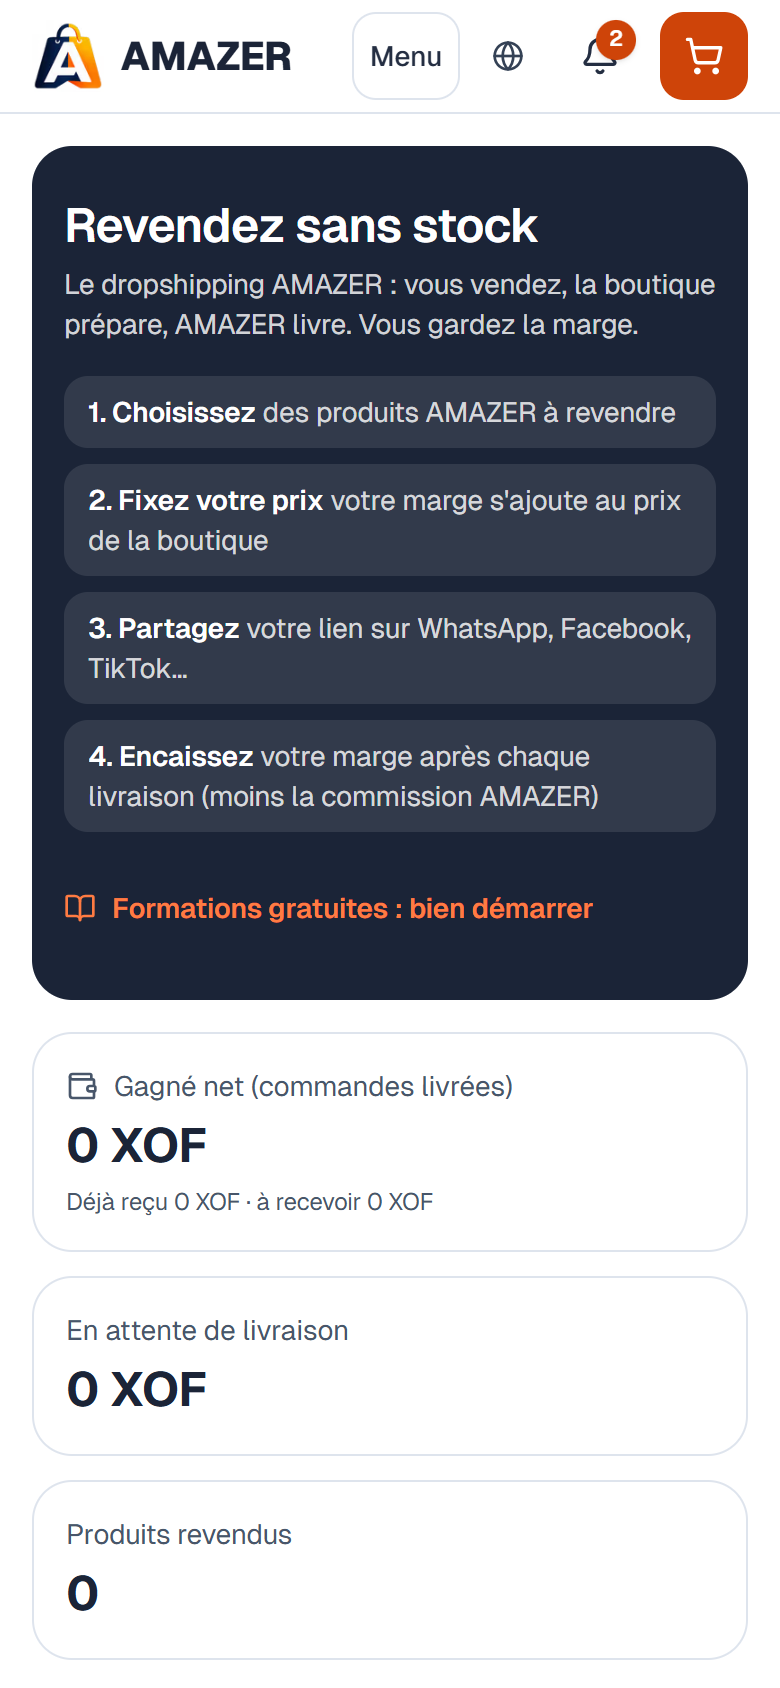 AMAZER
Menu
2
Revendez sans stock
Le dropshipping AMAZER : vous vendez, la boutique
prépare, AMAZER livre. Vous gardez la marge.
1. Choisissez des produits AMAZER à revendre
2. Fixez votre prix votre marge s'ajoute au prix
de la boutique
3. Partagez votre lien sur WhatsApp, Facebook,
TikTok...
4. Encaissez votre marge après chaque
livraison (moins la commission AMAZER)
Formations gratuites : bien démarrer
Gagné net (commandes livrées)
0 XOF
Déjà reçu 0 XOF · à recevoir 0 XOF
En attente de livraison
0 XOF
Produits revendus
0